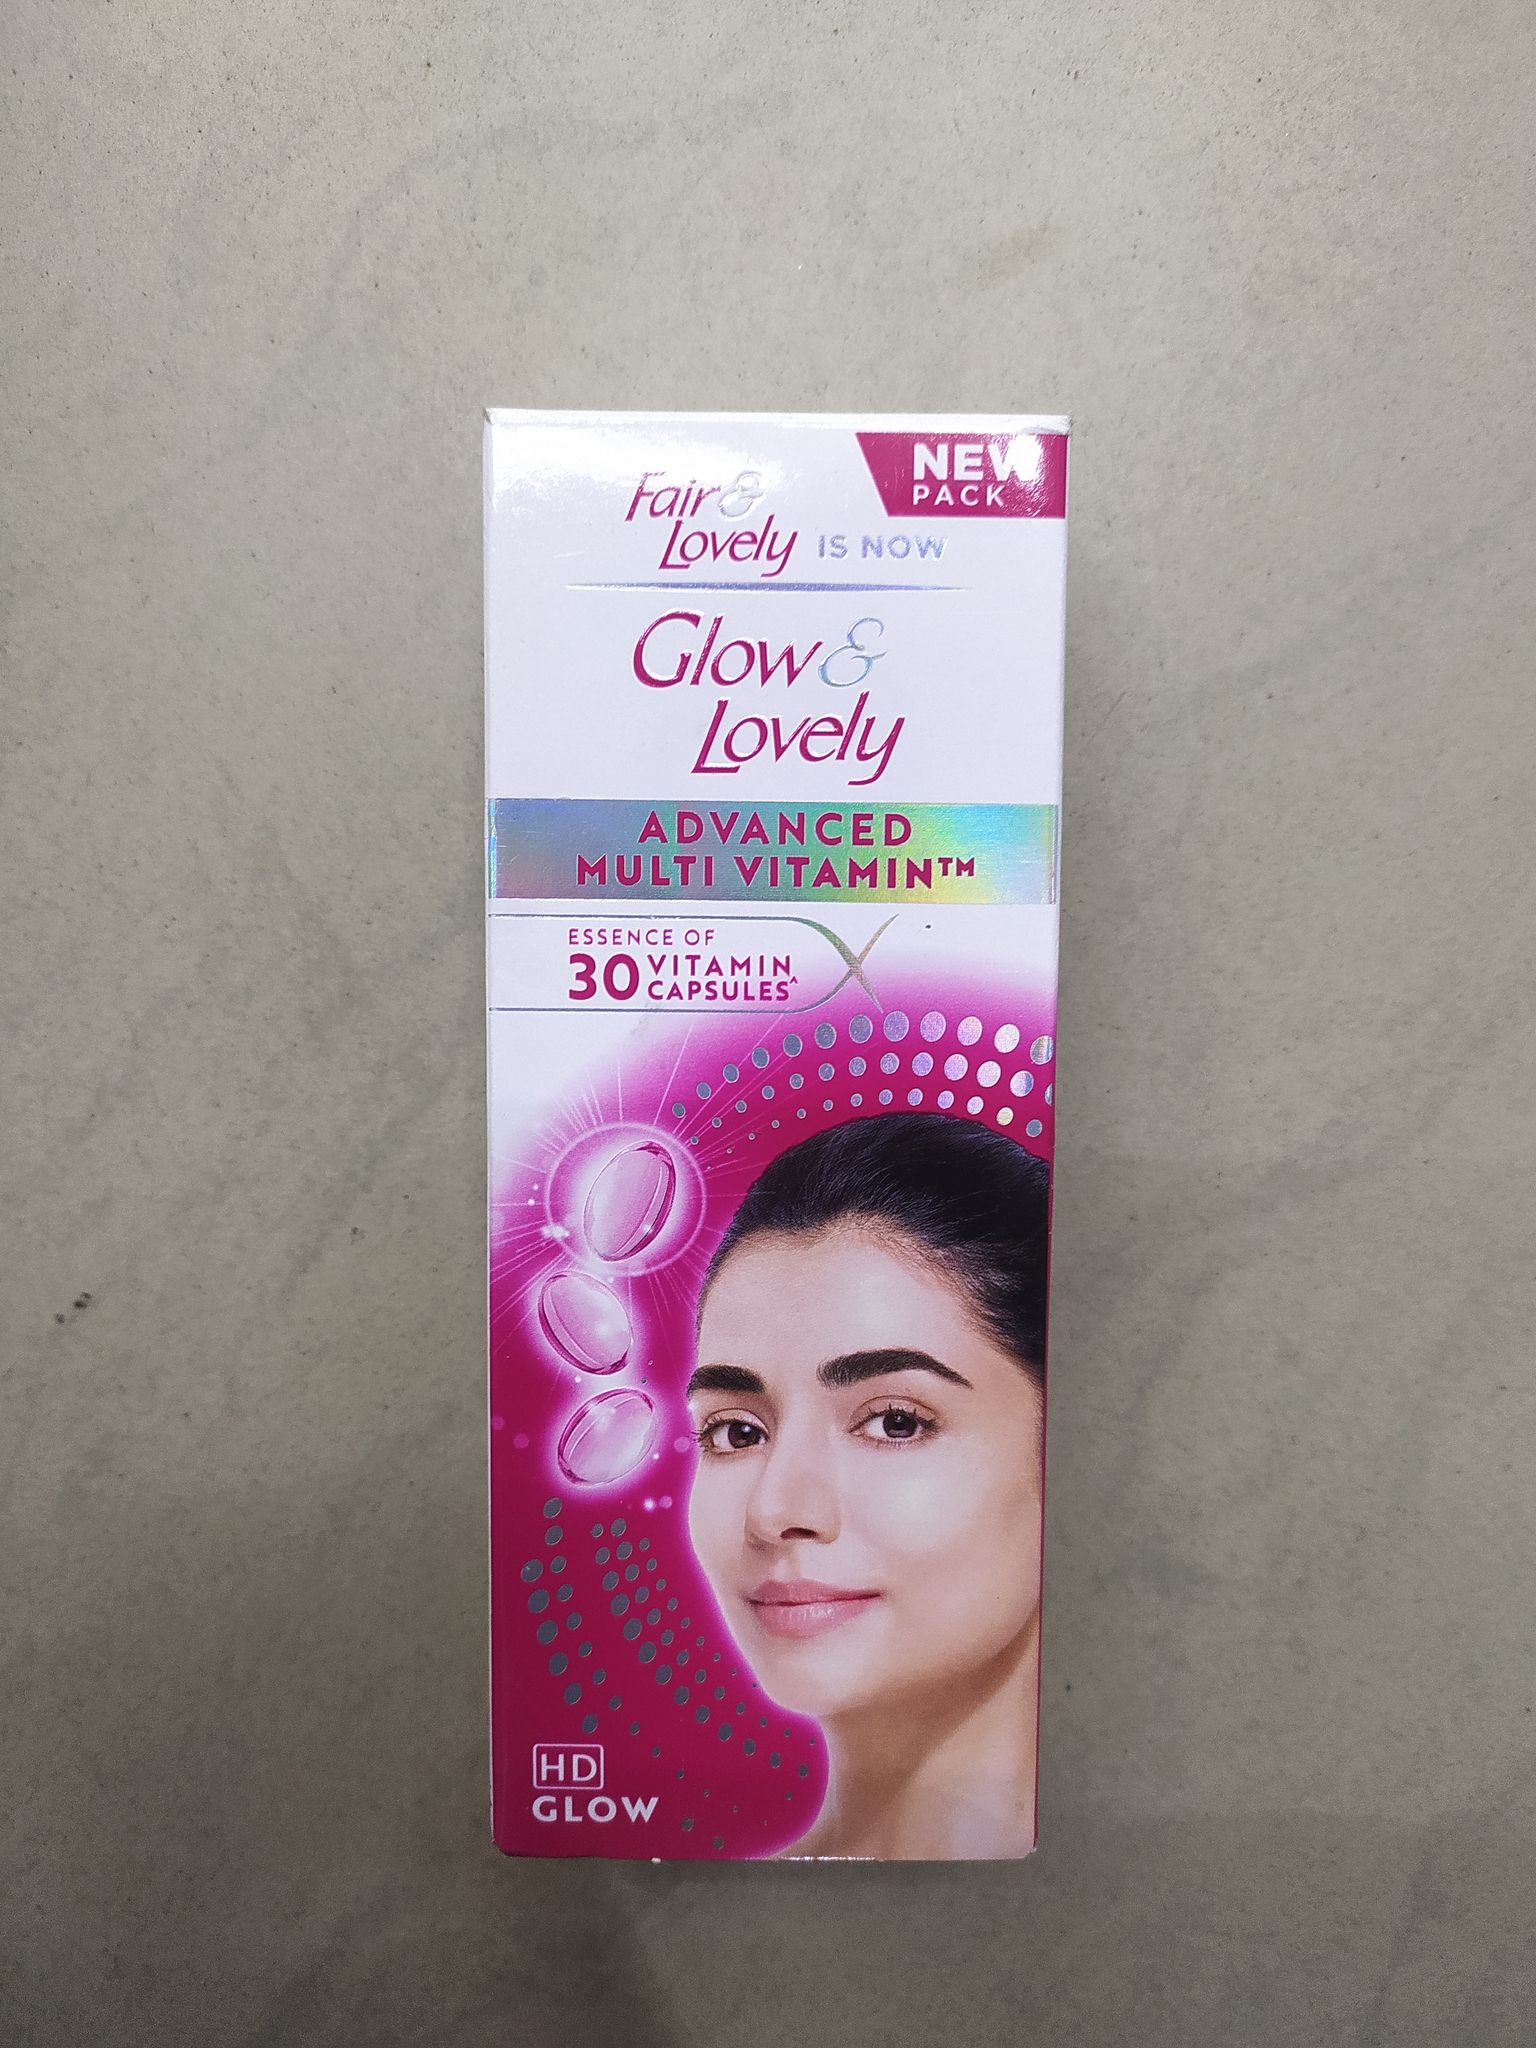 NEW
PACK
Fair &
Lovely IS NOW
Glow &
Lovely
ADVANCED
MULTI VITAMIN™
ESSENCE OF
30 VITAMIN
CAPSULES^
HD
GLOW